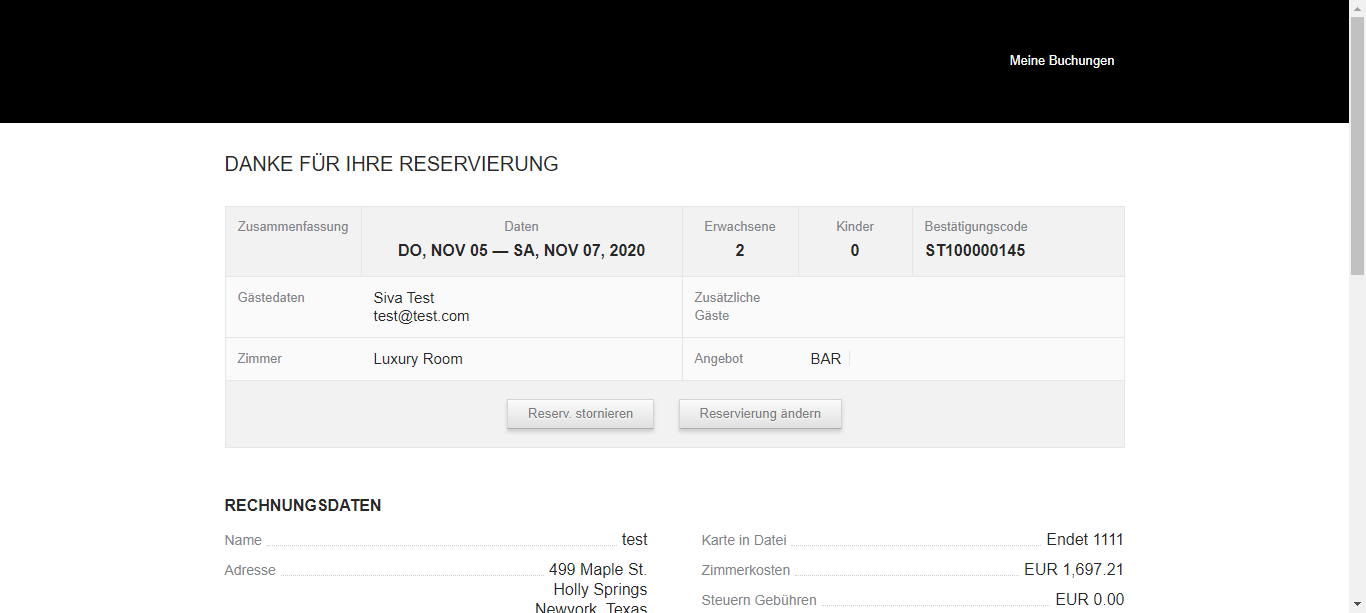 Meine Buchungen
DANKE FÜR IHRE RESERVIERUNG
Zusammenfassung
Daten
DO, NOV 05 — SA, NOV 07, 2020
Erwachsene
2
Kinder
0
Bestätigungscode
ST100000145
Gästedaten
Siva Test
test@test.com
Zusätzliche
Gäste
Zimmer
Luxury Room
Angebot
BAR
Reserv. stornieren
Reservierung ändern
RECHNUNGSDATEN
Name test
Adresse 499 Maple St.
Holly Springs
Newyork, Texas
Karte in Datei Endet 1111
Zimmerkosten EUR 1,697.21
Steuern Gebühren EUR 0.00